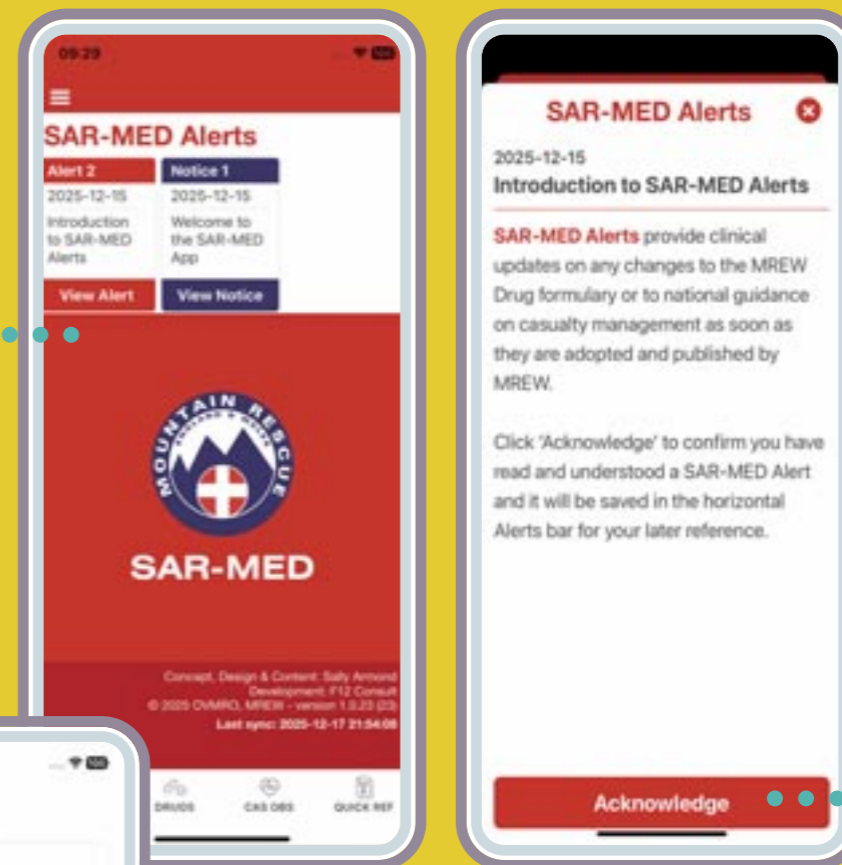 09:29
100
SAR-MED Alerts
Alert 2
2025-12-15
Introduction
to SAR-MED
Alerts
View Alert
Notice 1
2025-12-15
Welcome to
the SAR-MED
App
View Notice
MOUNTAIN RESCUE
ENGLAND & WALES
SAR-MED
Concept, Design & Content: Sally Armond
Development: F12 Consult
© 2025 OVMRO, MREW - version 1.0.23 (23)
Last sync: 2025-12-17 21:54:08
DRUGS
CAS OBS
QUICK REF
100
SAR-MED Alerts
2025-12-15
Introduction to SAR-MED Alerts
SAR-MED Alerts provide clinical
updates on any changes to the MREW
Drug formulary or to national guidance
on casualty management as soon as
they are adopted and published by
MREW.
Click 'Acknowledge' to confirm you have
read and understood a SAR-MED Alert
and it will be saved in the horizontal
Alerts bar for your later reference.
Acknowledge